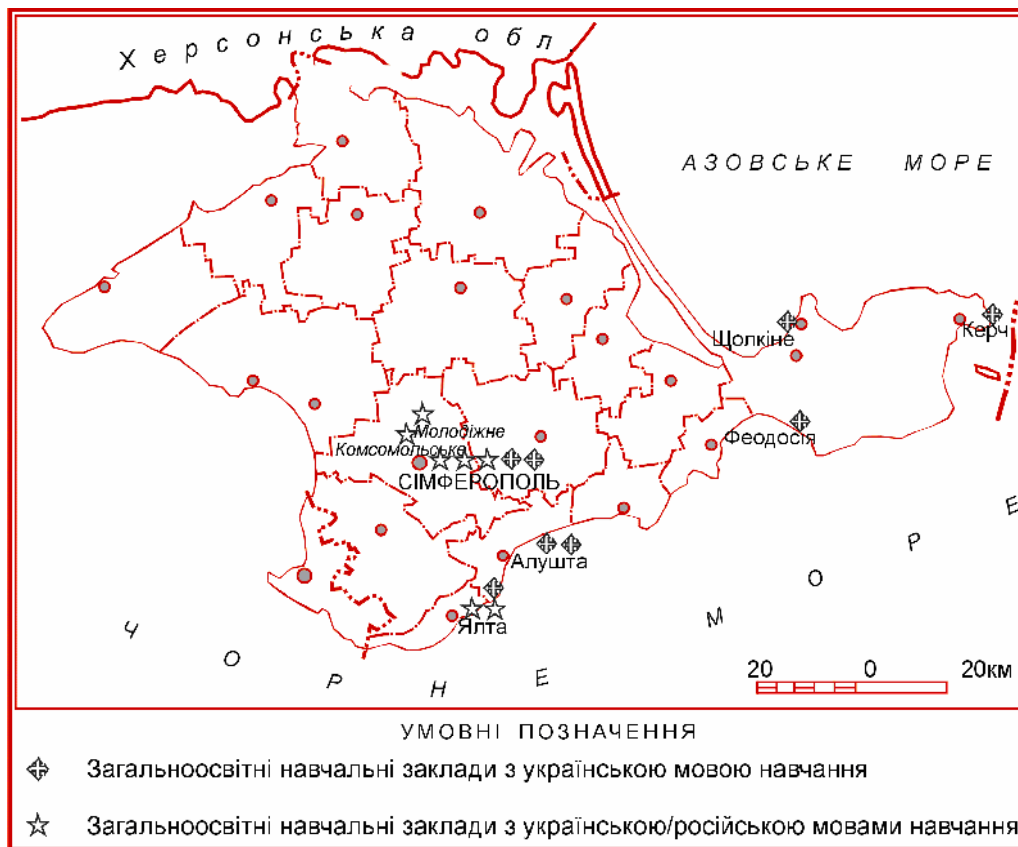 Херсонська обл.
АЗОВСЬКЕ МОРЕ
Щолкіне
Керч
Феодосія
Молодіжне
Комсомольське
СІМФЕРОПОЛЬ
Алушта
Ялта
ЧОРНЕ МОРЕ
20 0 20км
УМОВНІ ПОЗНАЧЕННЯ
Загальноосвітні навчальні заклади з українською мовою навчання
Загальноосвітні навчальні заклади з українською/російською мовами навчання